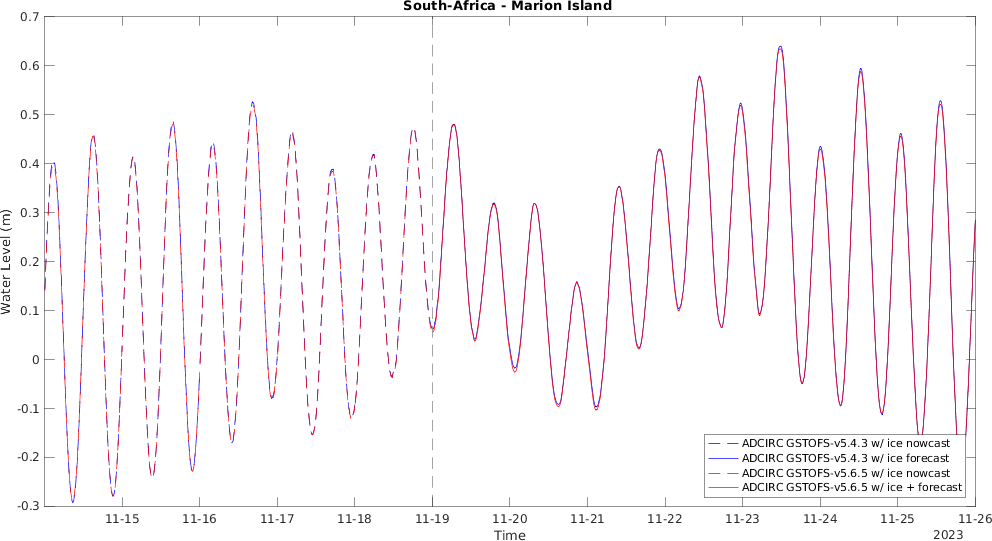 South-Africa - Marion Island
0.7
0.6
0.5
0.4
0.3
0.2
0.1
0
-0.1
-0.2
-0.3
Water Level (m)
ADCIRC GSTOFS-v5.4.3 w/ ice nowcast
ADCIRC GSTOFS-v5.4.3 w/ ice forecast
ADCIRC GSTOFS-v5.6.5 w/ ice nowcast
ADCIRC GSTOFS-v5.6.5 w/ ice + forecast
11-15 11-16 11-17 11-18 11-19 11-20 11-21 11-22 11-23 11-24 11-25 11-26
Time
2023